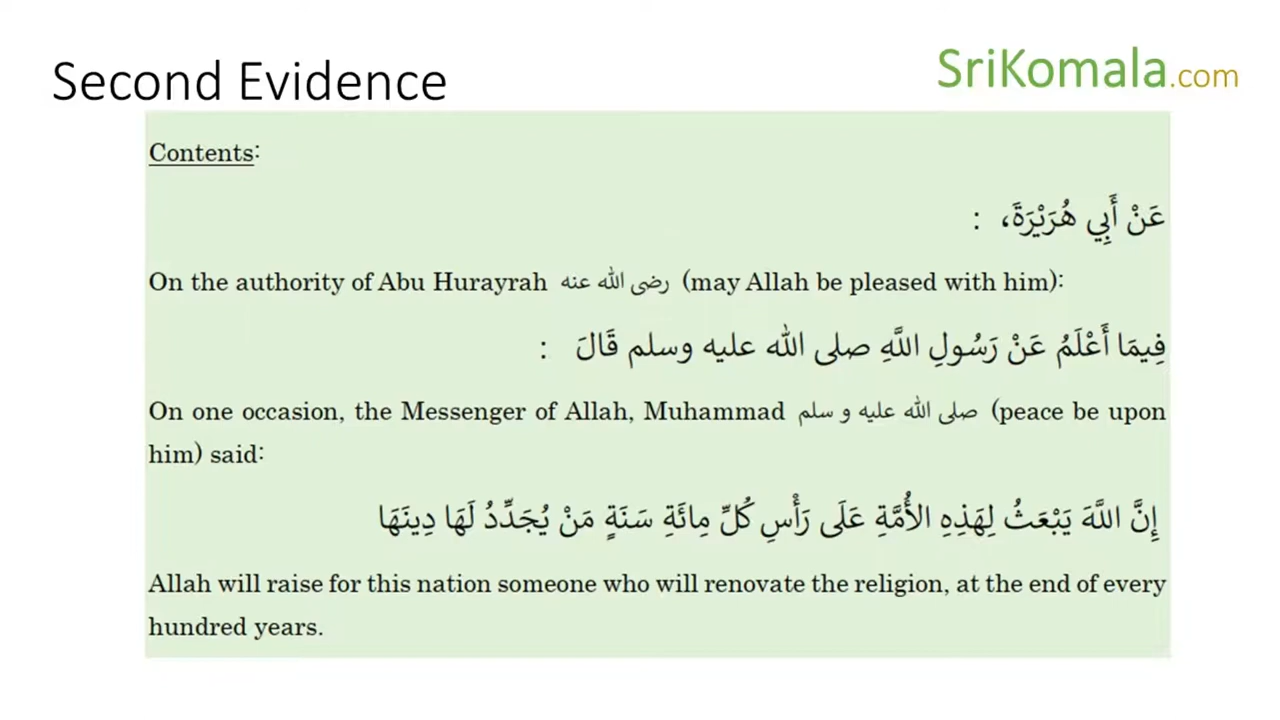 Second Evidence
SriKomala.com
Contents:
عَنْ أَبِي هُرَيْرَةَ، :
On the authority of Abu Hurayrah رضى الله عنه (may Allah be pleased with him):
فِيمَا أَعْلَمُ عَنْ رَسُولِ اللَّهِ صلى الله عليه وسلم قَالَ :
On one occasion, the Messenger of Allah, Muhammad صلى الله عليه و سلم (peace be upon
him) said:
إِنَّ اللَّهَ يَبْعَثُ لِهَذِهِ الأُمَّةِ عَلَى رَأْسِ كُلِّ مِائَةِ سَنَةٍ مَنْ يُجَدِّدُ لَهَا دِينَهَا
Allah will raise for this nation someone who will renovate the religion, at the end of every
hundred years.